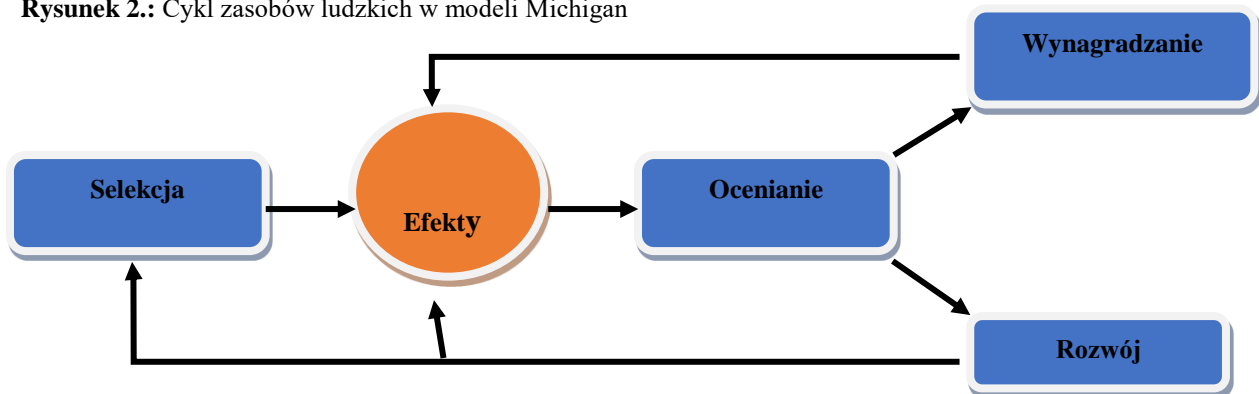 Rysunek 2.: Cykl zasobów ludzkich w modeli Michigan
Wynagradzanie
Selekcja
Efekty
Ocenianie
Rozwój